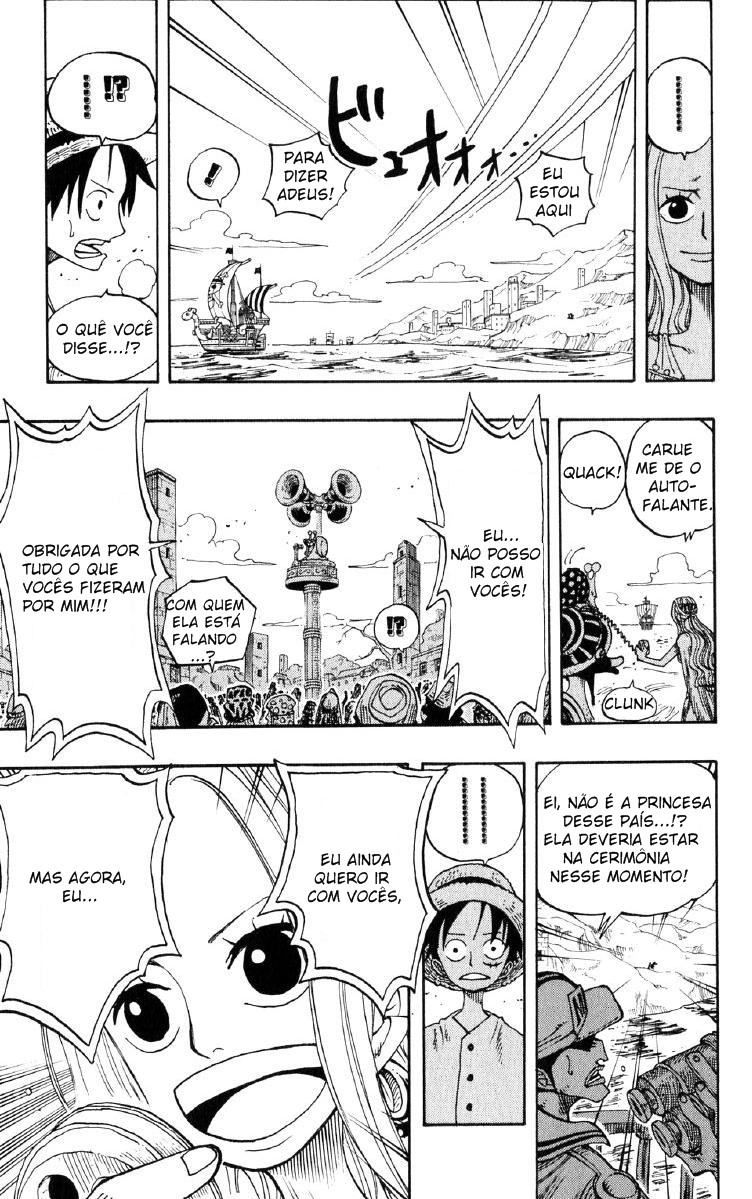 !!!!!!!
EU
ESTOU
AQUI
ビュオオォ...
PARA
DIZER
ADEUS!
!
!!!!!! !?
O QUÊ VOCÊ
DISSE...!?
CARUE
ME DE O
AUTO-
FALANTE.
QUACK!
CLUNK
EU...
NÃO POSSO
IR COM
VOCÊS!
!?
COM QUEM
ELA ESTÁ
FALANDO
...?
OBRIGADA POR
TUDO O QUE
VOCÊS FIZERAM
POR MIM!!!
EI, NÃO É A PRINCESA
DESSE PAÍS...!?
ELA DEVERIA ESTAR
NA CERIMÔNIA
NESSE MOMENTO!
!!!!!!!!
EU AINDA
QUERO IR
COM VOCÊS,
MAS AGORA,
EU...